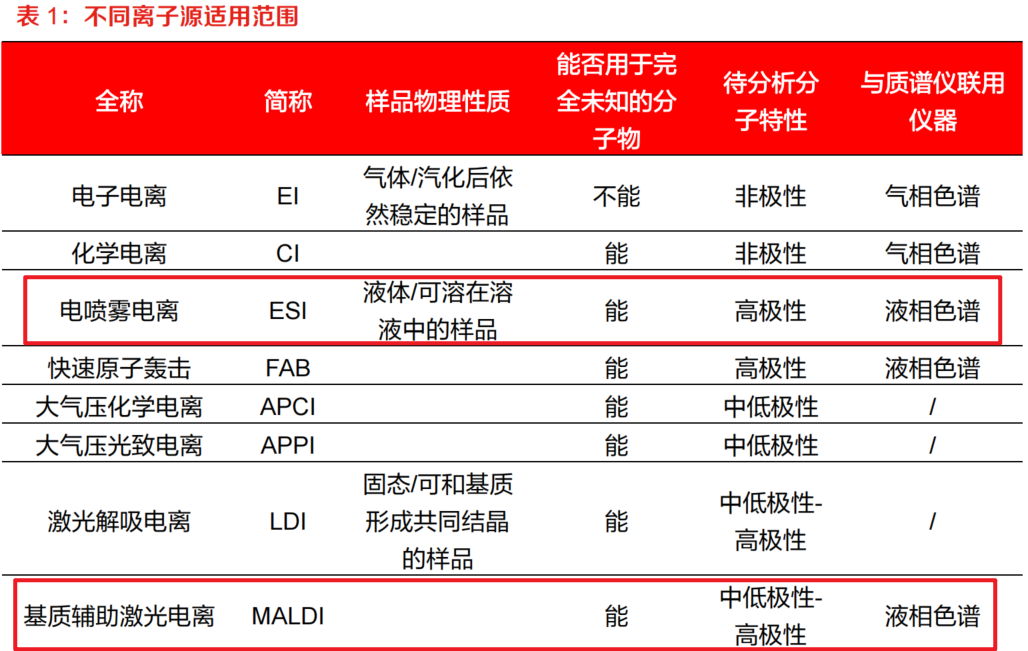 表 1：不同离子源适用范围
全称 简称 样品物理性质 能否用于完全未知的分子物 待分析分子特性 与质谱仪联用仪器
电子电离 EI 气体/汽化后依然稳定的样品 不能 非极性 气相色谱
化学电离 CI 能 非极性 气相色谱
电喷雾电离 ESI 液体/可溶在溶液中的样品 能 高极性 液相色谱
快速原子轰击 FAB 能 高极性 液相色谱
大气压化学电离 APCI 能 中低极性 /
大气压光致电离 APPI 能 中低极性 /
激光解吸电离 LDI 固态/可和基质形成共同结晶的样品 能 中低极性-高极性 /
基质辅助激光电离 MALDI 能 中低极性-高极性 液相色谱